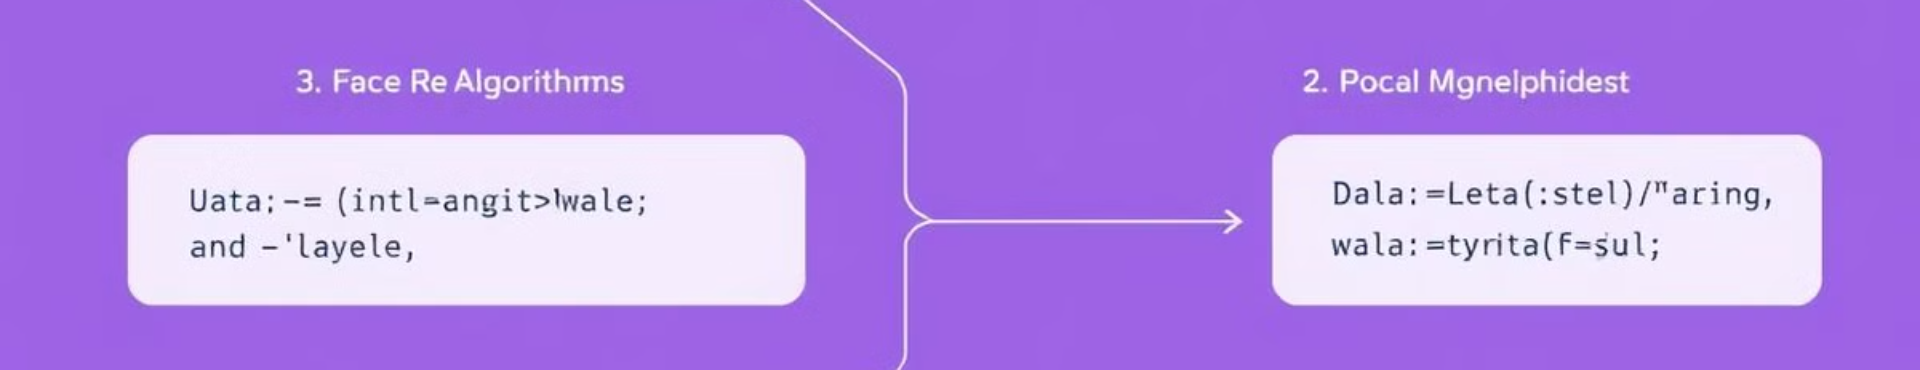 3. Face Re Algorithms
Uata;-= (intl=angit>lwale;
and -'layele,
2. Pocal Mgnelphidest
Dala:=Leta(:stel)/"aring,
wala:=tyrita(f=sul;